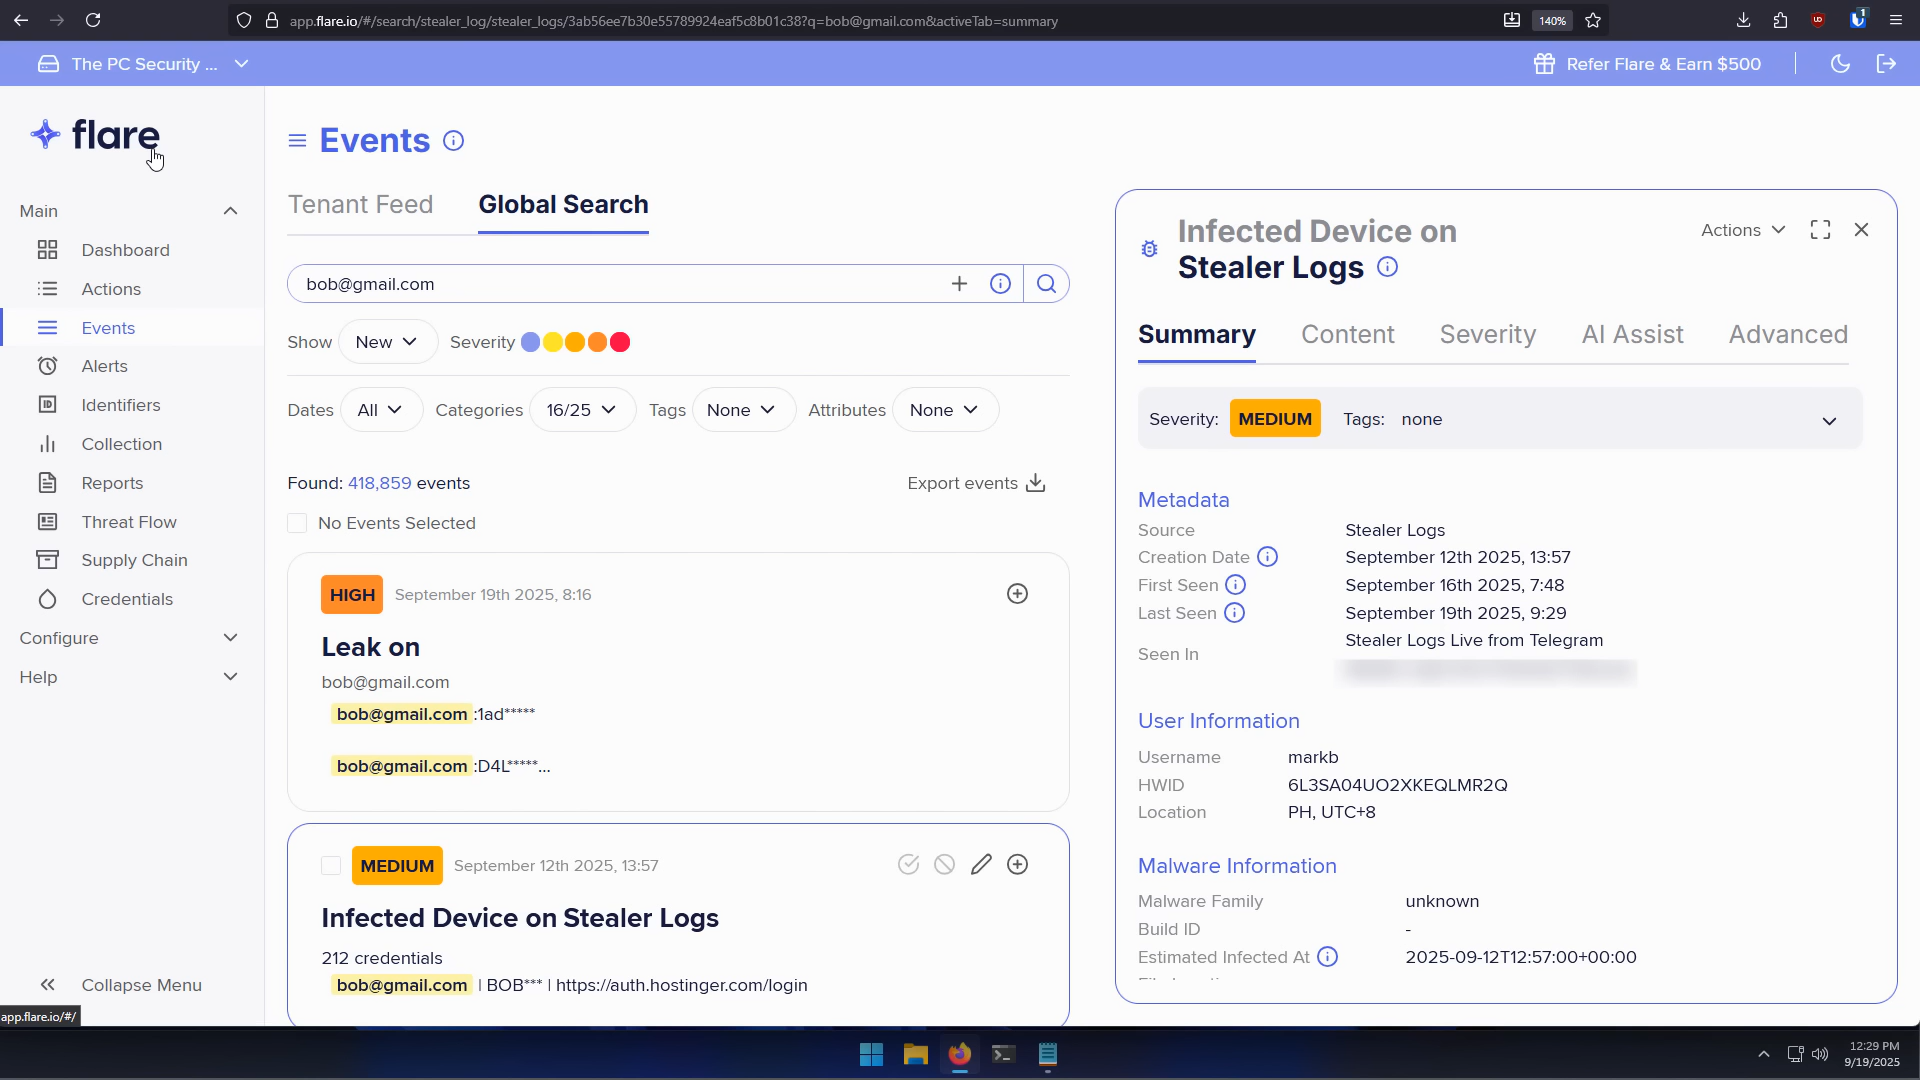 app.flare.io/#/search/stealer_log/stealer_logs/3ab56ee7b30e55789924eaf5c8b01c38?q=bob@gmail.com&activeTab=summary
140%
1
The PC Security ...
Refer Flare & Earn $500
flare
Main
Dashboard
Actions
Events
Alerts
Identifiers
Collection
Reports
Threat Flow
Supply Chain
Credentials
Configure
Help
Collapse Menu
app.flare.io/#/
Events
Tenant Feed
Global Search
bob@gmail.com
Show New Severity
Dates All Categories 16/25 Tags None Attributes None
Found: 418,859 events
Export events
No Events Selected
HIGH September 19th 2025, 8:16
Leak on
bob@gmail.com
bob@gmail.com :1ad*****
bob@gmail.com :D4L*****...
MEDIUM September 12th 2025, 13:57
Infected Device on Stealer Logs
212 credentials
bob@gmail.com | BOB*** | https://auth.hostinger.com/login
Infected Device on
Stealer Logs
Actions
Summary Content Severity AI Assist Advanced
Severity: MEDIUM Tags: none
Metadata
Source Stealer Logs
Creation Date September 12th 2025, 13:57
First Seen September 16th 2025, 7:48
Last Seen September 19th 2025, 9:29
Seen In Stealer Logs Live from Telegram
User Information
Username markb
HWID 6L3SA04UO2XKEQLMR2Q
Location PH, UTC+8
Malware Information
Malware Family unknown
Build ID -
Estimated Infected At 2025-09-12T12:57:00+00:00
12:29 PM
9/19/2025